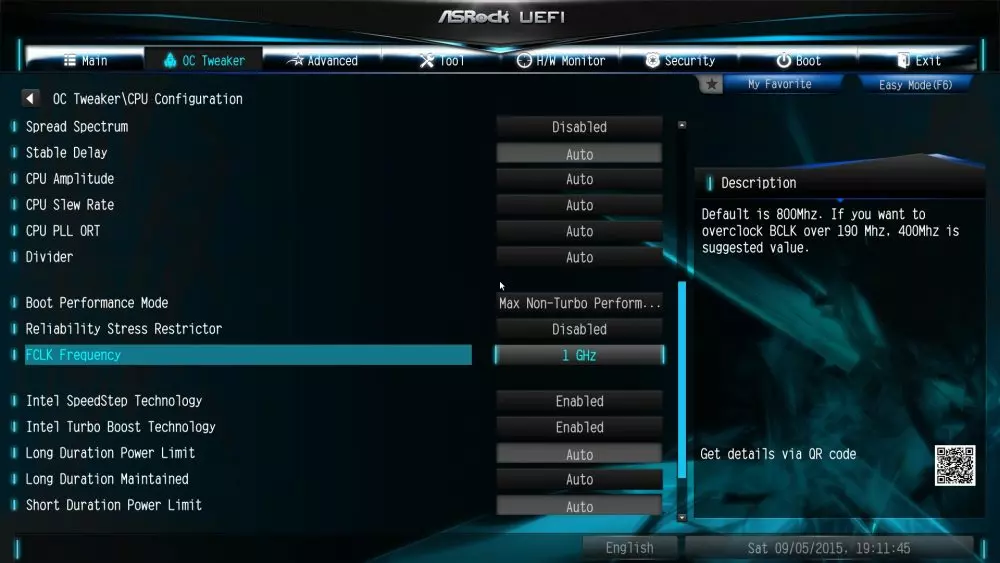 ASRock UEFI
Main
OC Tweaker
Advanced
Tool
H/W Monitor
Security
Boot
Exit
My Favorite
Easy Mode(F6)
OC Tweaker\CPU Configuration
Spread Spectrum Disabled
Stable Delay Auto
CPU Amplitude Auto
CPU Slew Rate Auto
CPU PLL ORT Auto
Divider Auto
Boot Performance Mode Max Non-Turbo Perform...
Reliability Stress Restrictor Disabled
FCLK Frequency 1 GHz
Intel SpeedStep Technology Enabled
Intel Turbo Boost Technology Enabled
Long Duration Power Limit Auto
Long Duration Maintained Auto
Short Duration Power Limit Auto
Description
Default is 800Mhz. If you want to
overclock BCLK over 190 Mhz, 400Mhz is
suggested value.
Get details via QR code
English
Sat 09/05/2015. 19:11:45